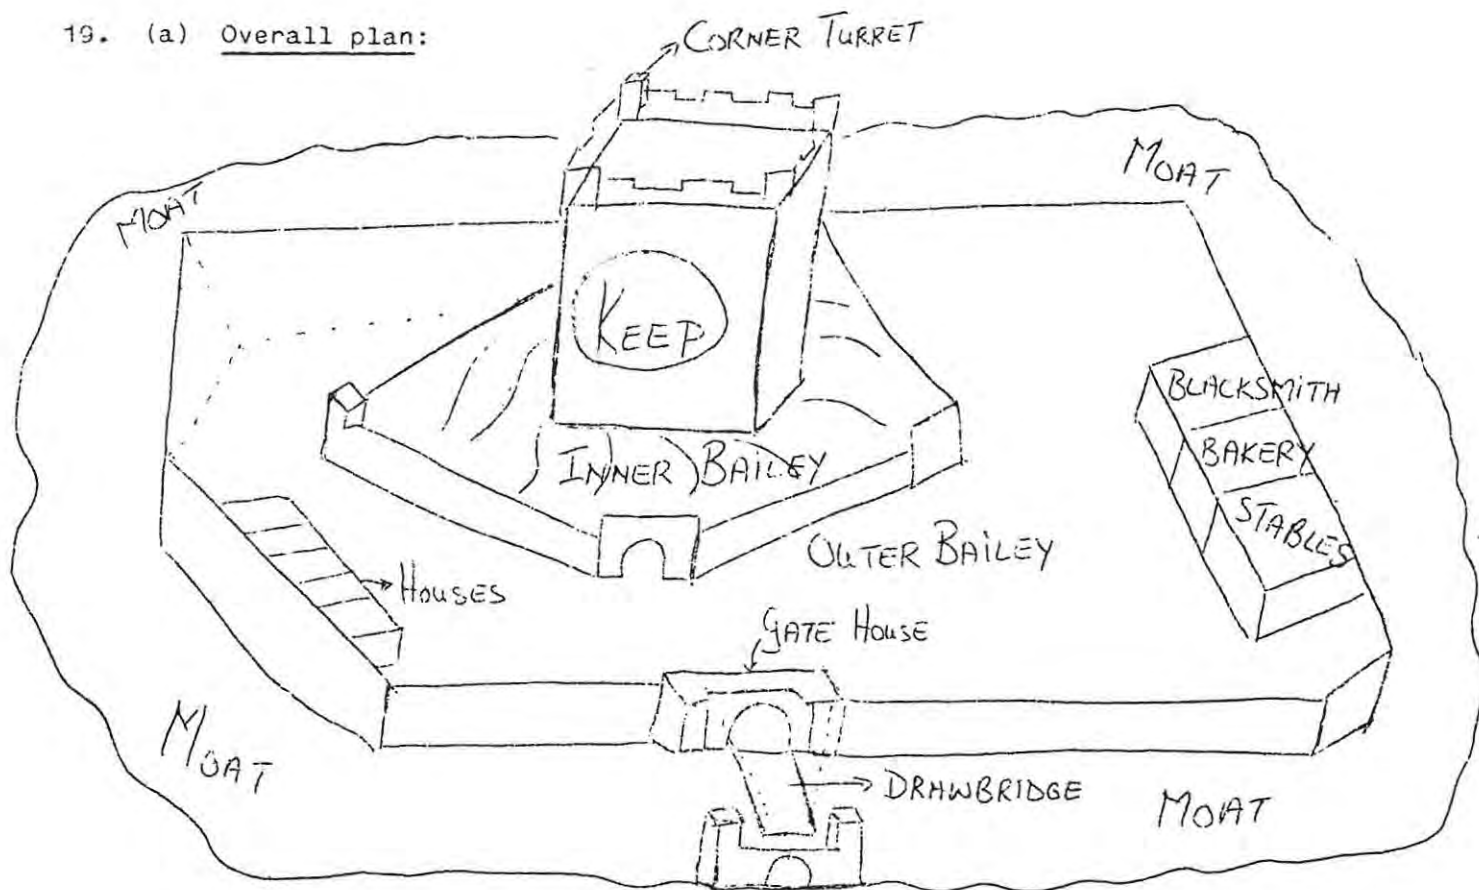 19. (a) Overall plan:
CORNER TURRET
MOAT
MOAT
KEEP
BLACKSMITH
BAKERY
STABLES
INNER BAILEY
OUTER BAILEY
HOUSES
GATE HOUSE
MOAT
DRAWBRIDGE
MOAT